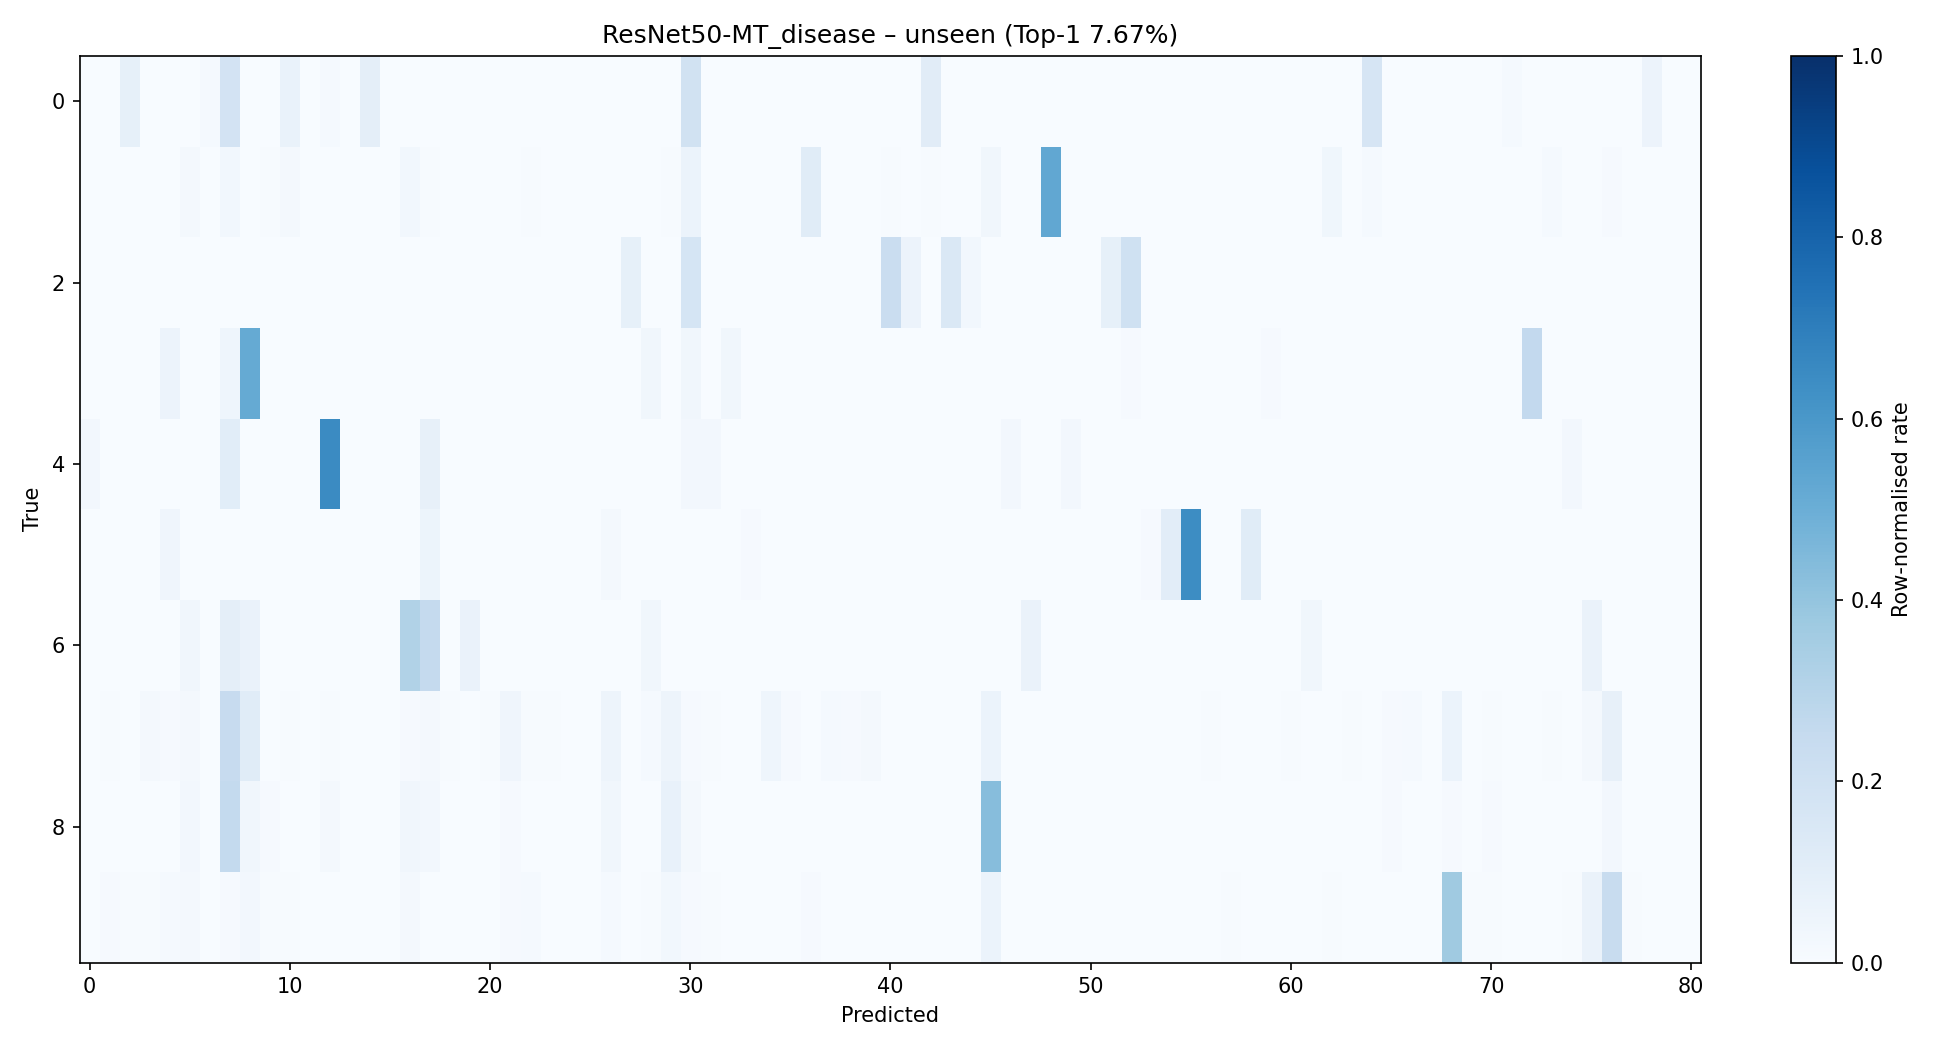 ResNet50-MT_disease – unseen (Top-1 7.67%)
True
0
2
4
6
8
0 10 20 30 40 50 60 70 80
Predicted
1.0
0.8
0.6
0.4
0.2
0.0
Row-normalised rate